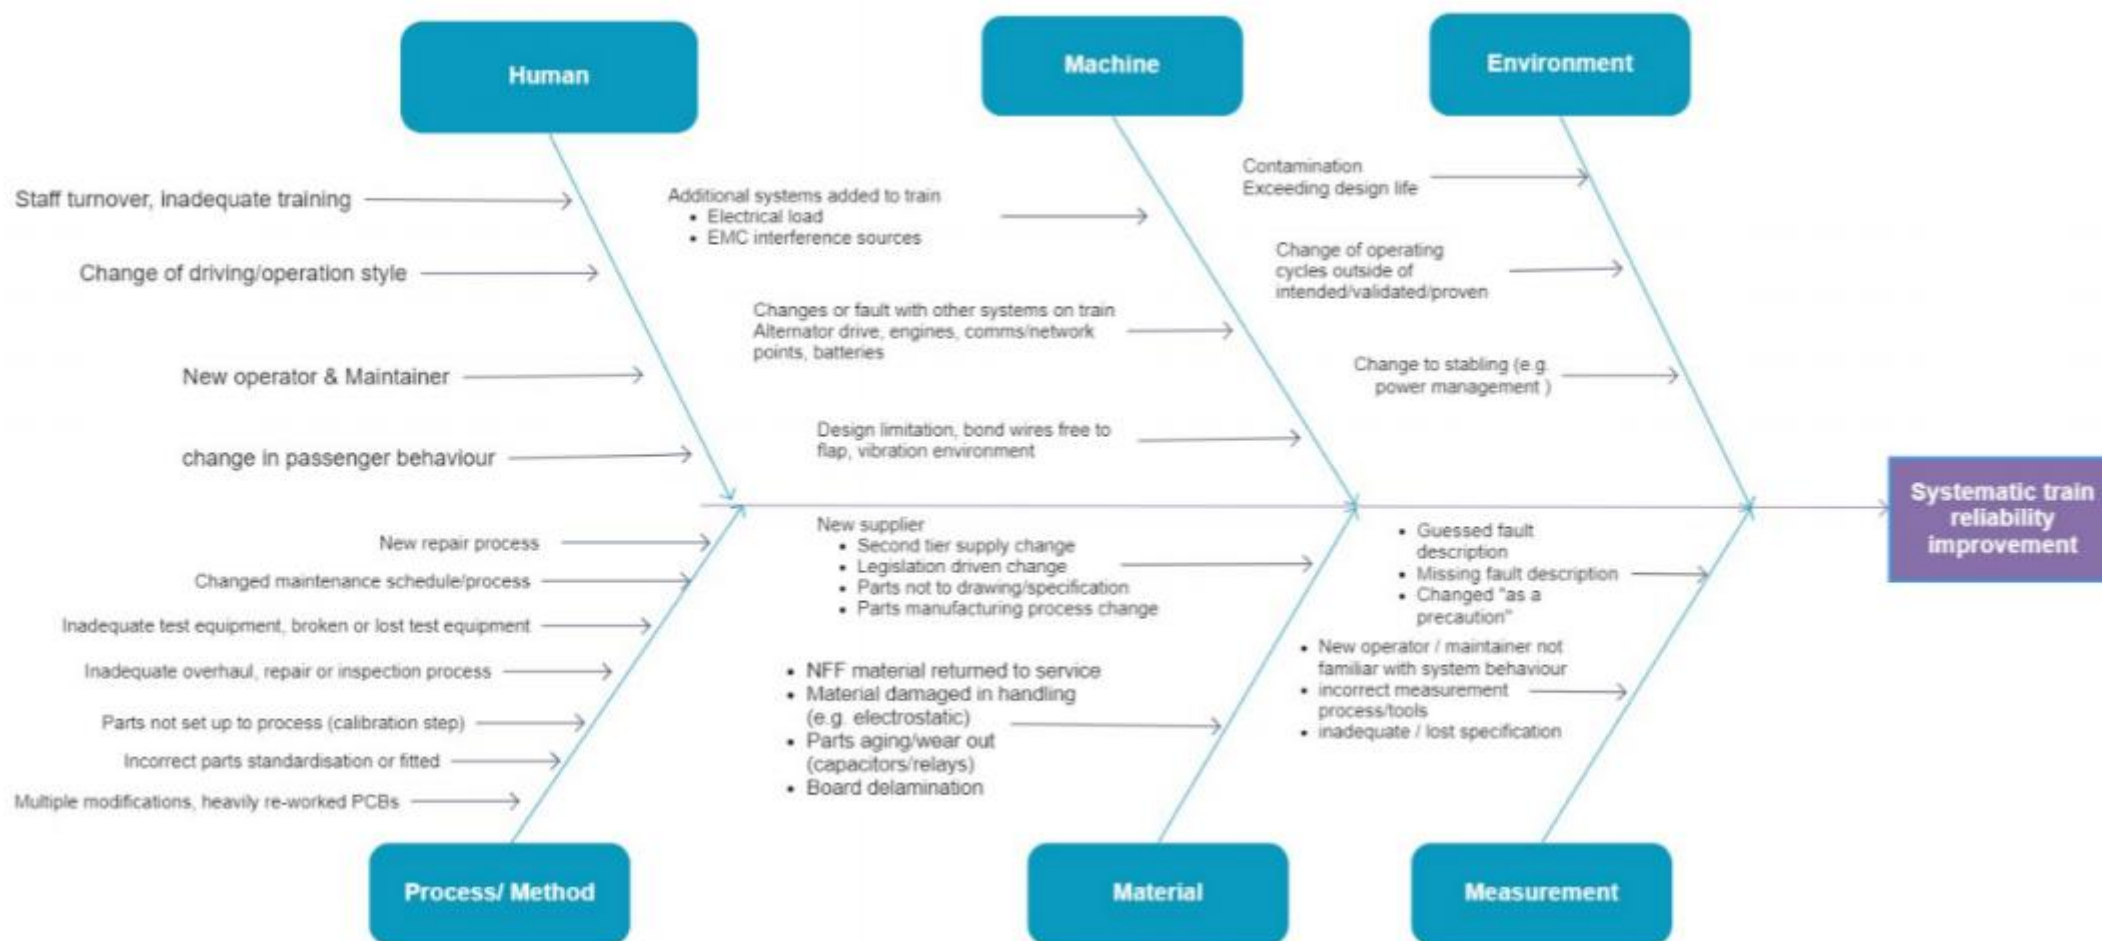 Human
Machine
Environment
Staff turnover, Inadequate training
Change of driving/operation style
New operator & Maintainer
change in passenger behaviour
Additional systems added to train
• Electrical load
• EMC interference sources
Changes or fault with other systems on train
Alternator drive, engines, comms/network
points, batteries
Design limitation, bond wires free to
flap, vibration environment
Contamination
Exceeding design life
Change of operating
cycles outside of
intended/validated/proven
Change to stabling (e.g.
power management )
Systematic train
reliability
improvement
New repair process
Changed maintenance schedule/process
Inadequate test equipment, broken or lost test equipment
Inadequate overhaul, repair or inspection process
Parts not set up to process (calibration step)
Incorrect parts standardisation or fitted
Multiple modifications, heavily re-worked PCBs
New supplier
• Second tier supply change
• Legislation driven change
• Parts not to drawing/specification
• Parts manufacturing process change
• NFF material returned to service
• Material damaged in handling
(e.g. electrostatic)
• Parts aging/wear out
(capacitors/relays)
• Board delamination
• Guessed fault
description
• Missing fault description
• Changed "as a
precaution"
• New operator / maintainer not
familiar with system behaviour
• incorrect measurement
process/tools
• inadequate / lost specification
Process/ Method
Material
Measurement